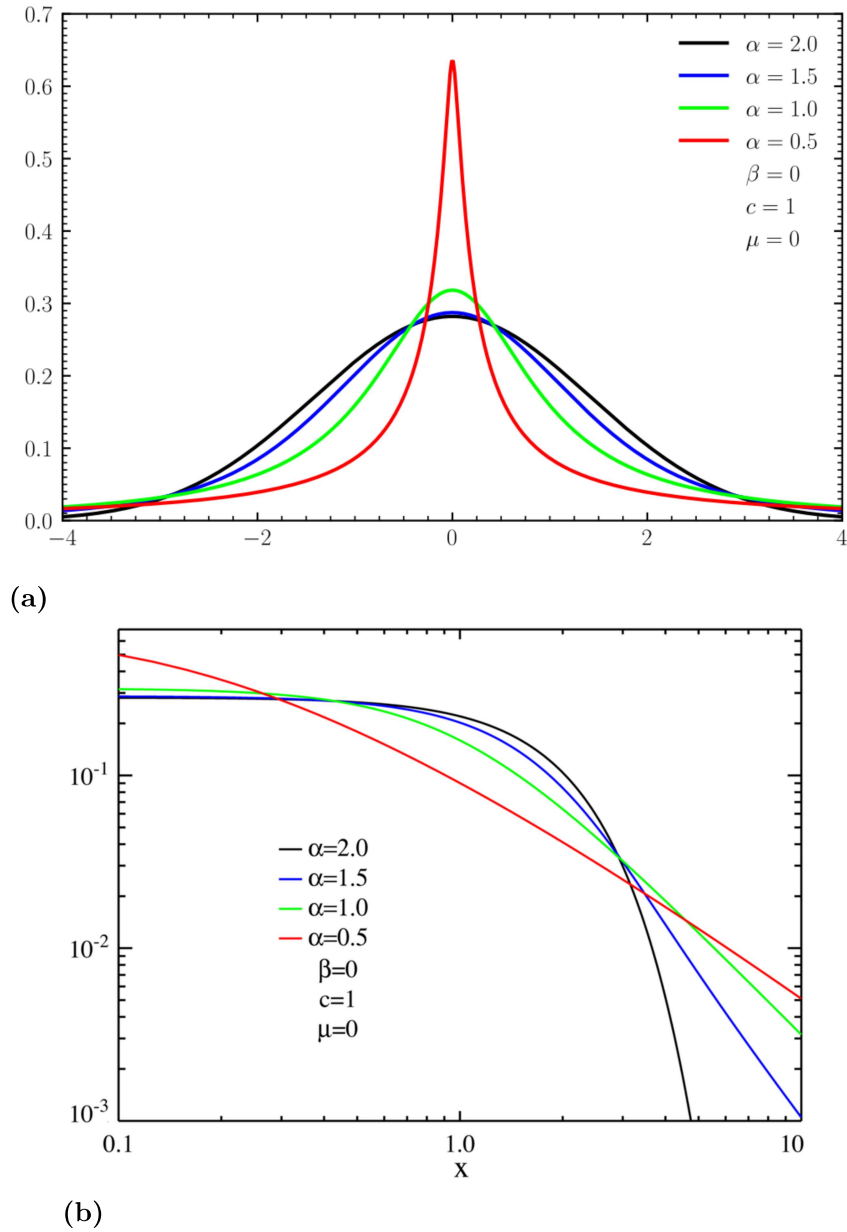 0.7
0.6
0.5
0.4
0.3
0.2
0.1
0.0
−4
−2
0
2
4
α = 2.0
α = 1.5
α = 1.0
α = 0.5
β = 0
c = 1
μ = 0
(a)
10⁻¹
10⁻²
10⁻³
α=2.0
α=1.5
α=1.0
α=0.5
β=0
c=1
μ=0
0.1
1.0
10
x
(b)